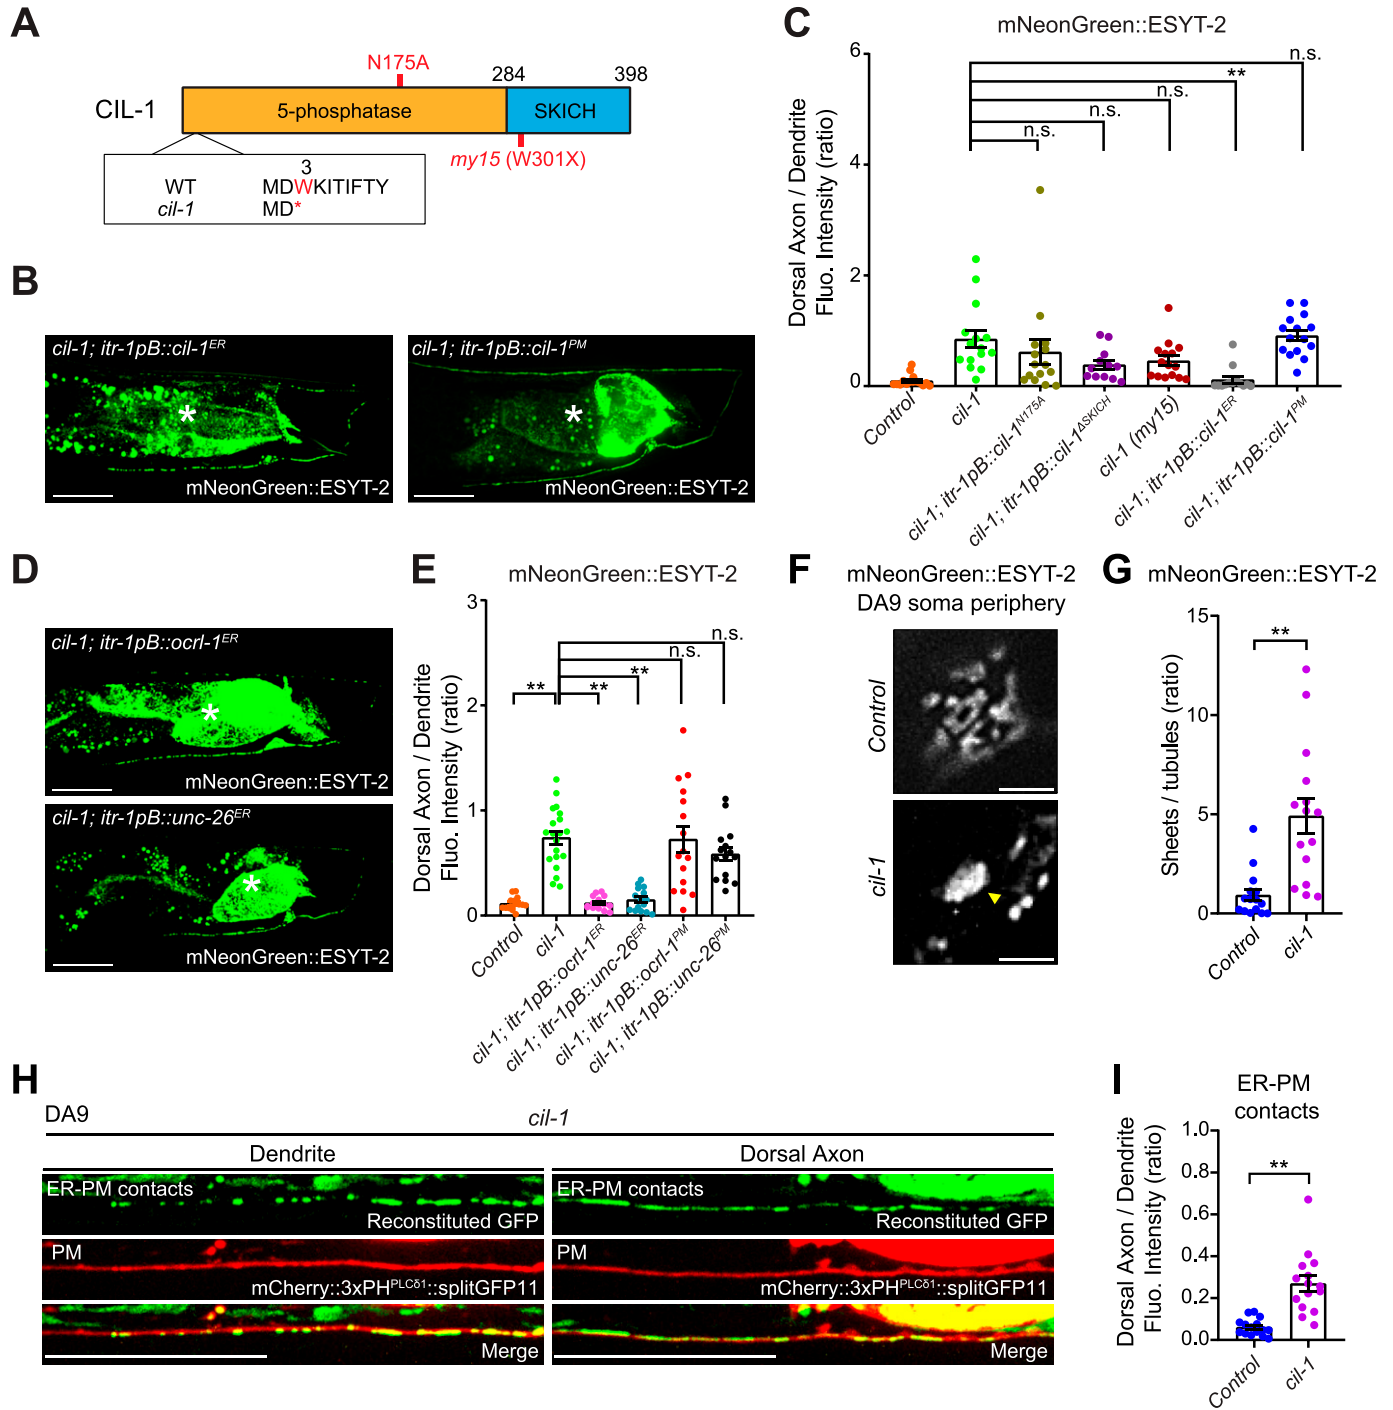 A
N175A
284
398
CIL-1
5-phosphatase
SKICH
my15 (W301X)
3
WT MDWKITIFTY
cil-1 MD*
B
cil-1; itr-1pB::cil-1ER
*
mNeonGreen::ESYT-2
cil-1; itr-1pB::cil-1PM
*
mNeonGreen::ESYT-2
C
mNeonGreen::ESYT-2
Dorsal Axon / Dendrite
Fluo. Intensity (ratio)
6
4
2
0
n.s.
**
n.s.
n.s.
n.s.
Control
cil-1
cil-1; itr-1pB::cil-1N175A
cil-1; itr-1pB::cil-1ΔSKICH
cil-1 (my15)
cil-1; itr-1pB::cil-1ER
cil-1; itr-1pB::cil-1PM
D
cil-1; itr-1pB::ocrl-1ER
*
mNeonGreen::ESYT-2
cil-1; itr-1pB::unc-26ER
*
mNeonGreen::ESYT-2
E
mNeonGreen::ESYT-2
Dorsal Axon / Dendrite
Fluo. Intensity (ratio)
3
2
1
0
n.s.
n.s.
**
**
**
Control
cil-1
cil-1; itr-1pB::ocrl-1ER
cil-1; itr-1pB::unc-26ER
cil-1; itr-1pB::ocrl-1PM
cil-1; itr-1pB::unc-26PM
F
mNeonGreen::ESYT-2
DA9 soma periphery
Control
cil-1
G
mNeonGreen::ESYT-2
Sheets / tubules (ratio)
15
10
5
0
**
Control
cil-1
H
DA9
cil-1
Dendrite
Dorsal Axon
ER-PM contacts
Reconstituted GFP
ER-PM contacts
Reconstituted GFP
PM
mCherry::3xPHPLCδ1::splitGFP11
PM
mCherry::3xPHPLCδ1::splitGFP11
Merge
Merge
I
ER-PM
contacts
Dorsal Axon / Dendrite
Fluo. Intensity (ratio)
1.0
0.8
0.6
0.4
0.2
0.0
**
Control
cil-1